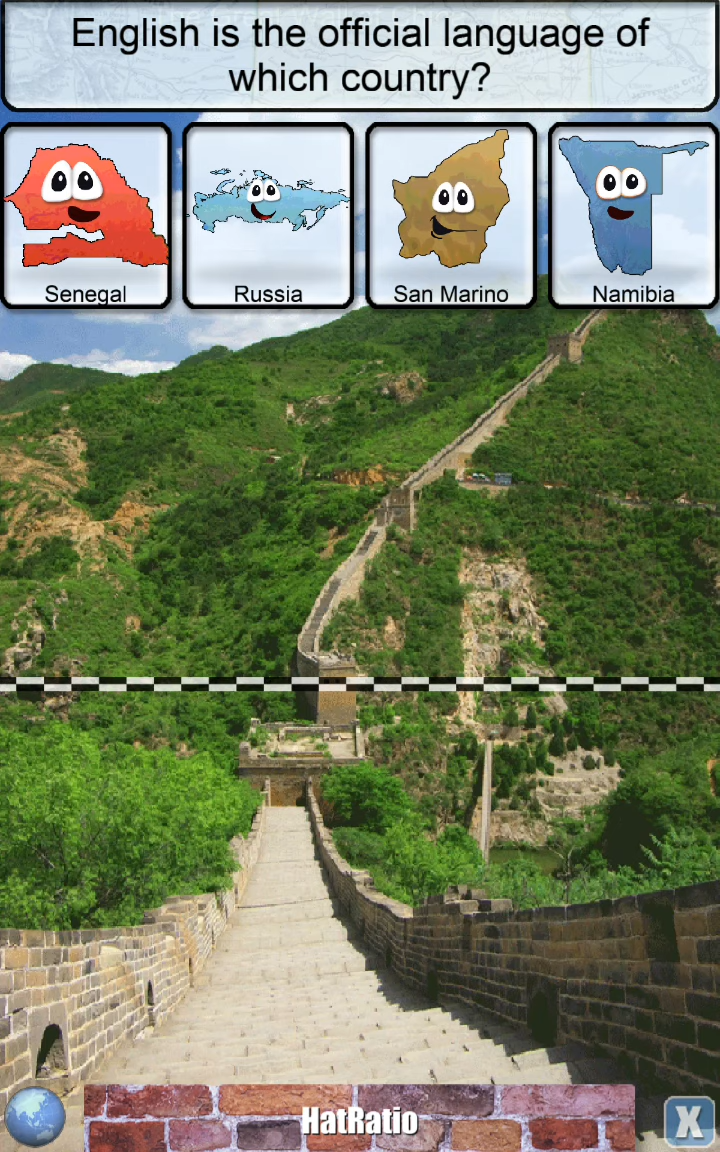 English is the official language of
which country?
Senegal
Russia
San Marino
Namibia
HatRatio
X